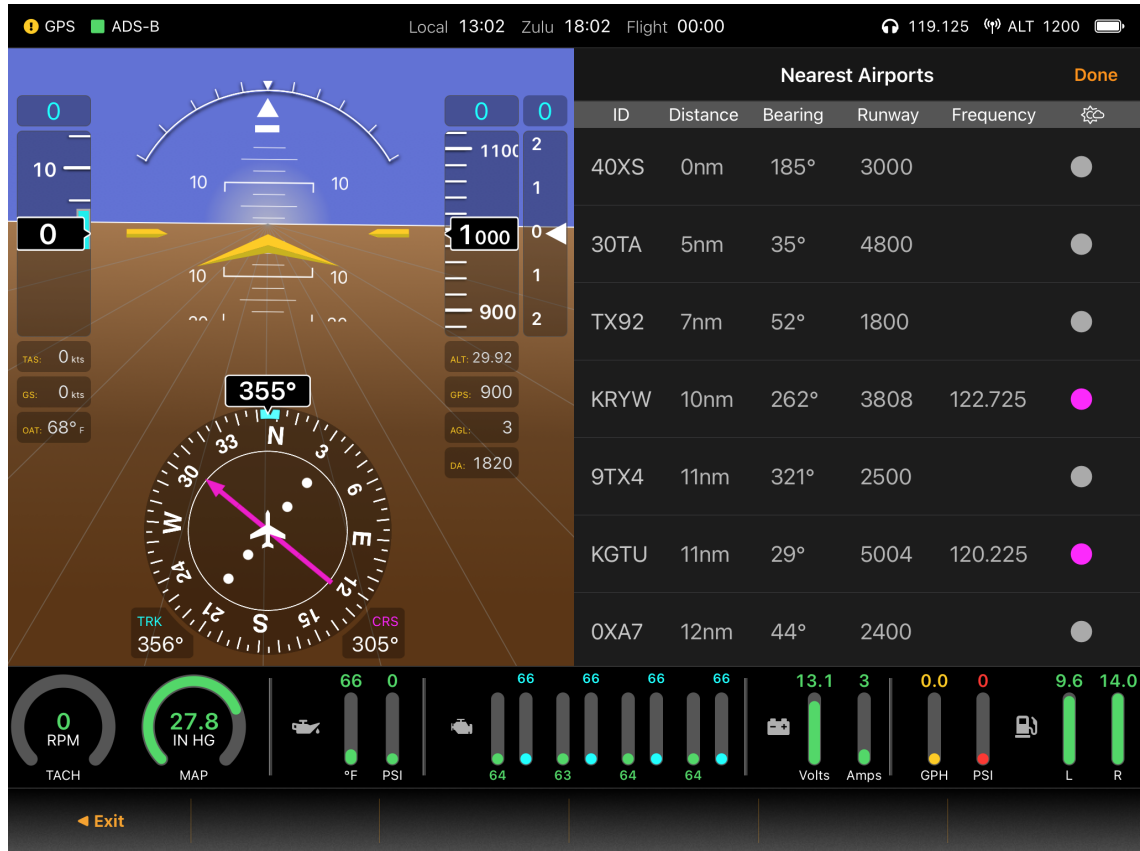 GPS ADS-B Local 13:02 Zulu 18:02 Flight 00:00 119.125 ALT 1200
Nearest Airports Done
ID Distance Bearing Runway Frequency
40XS 0nm 185° 3000
30TA 5nm 35° 4800
TX92 7nm 52° 1800
KRYW 10nm 262° 3808 122.725
9TX4 11nm 321° 2500
KGTU 11nm 29° 5004 120.225
0XA7 12nm 44° 2400
0
10
0
10 10
10 10
0 0
1100
1000
900
2
1
0
1
2
TAS: 0 kts
GS: 0 kts
OAT: 68° F
ALT: 29.92
GPS: 900
AGL: 3
DA: 1820
355°
N 3 6 E 12 15 S 21 24 W 30 33
TRK
356°
CRS
305°
0
RPM
TACH
27.8
IN HG
MAP
66 0
°F PSI
66 66 66 66
64 63 64 64
13.1 3
Volts Amps
0.0 0
GPH PSI
9.6 14.0
L R
Exit